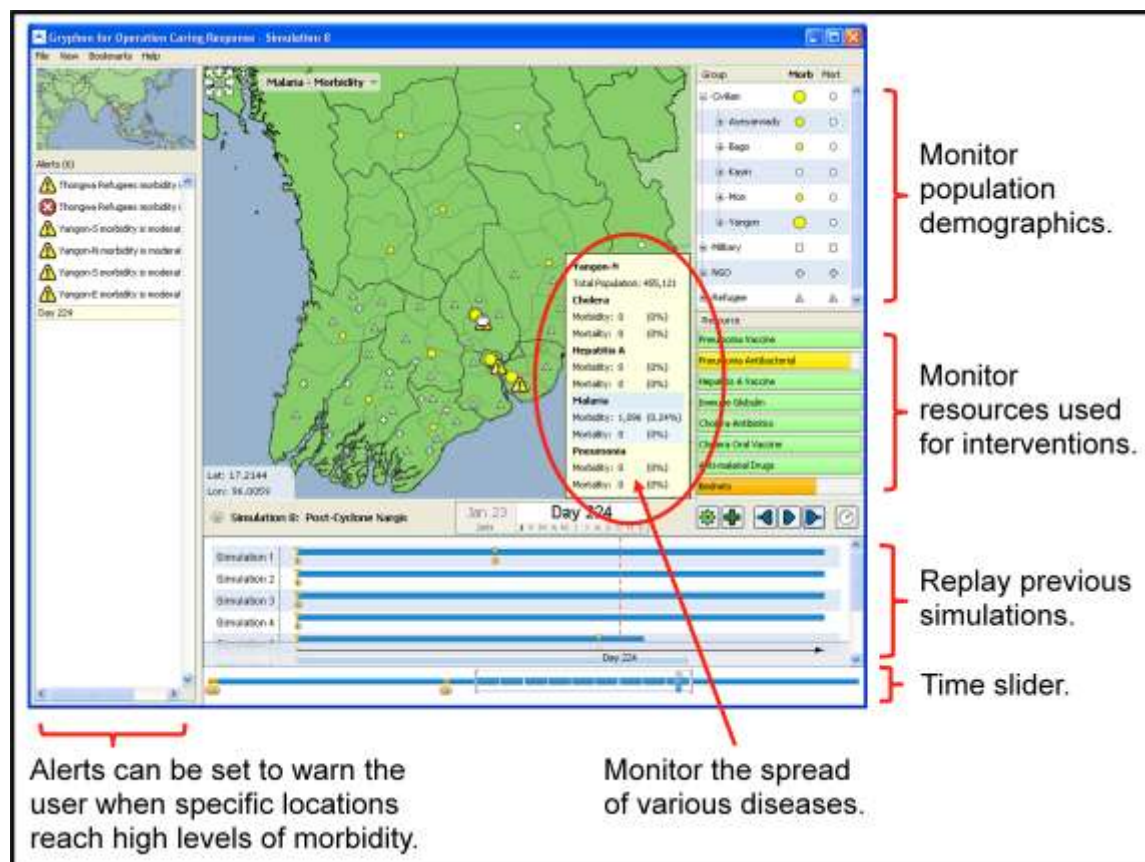 Gryphon for Operation Caring Response - Simulation 8
File View Bookmarks Help
Malaria - Morbidity
Alerts (6)
Thongwa Refugees morbidity
Thongwa Refugees morbidity
Yangon-S morbidity is moderat
Yangon-N morbidity is moderat
Yangon-S morbidity is moderat
Yangon-E morbidity is moderat
Day 224
Group Morb Mort
Civilian
Ayeyarwady
Bago
Kayin
Mon
Yangon
Military
NGO
Refugee
Resource
Pneumonia Vaccine
Pneumonia Antibacterial
Hepatitis A Vaccine
Immune Globulin
Cholera Antibiotics
Cholera Oral Vaccine
Anti-malarial Drugs
Bednets
Yangon-N
Total Population:
Cholera
Morbidity: 0 (0%)
Mortality: 0 (0%)
Hepatitis A
Morbidity: 0 (0%)
Mortality: 0 (0%)
Malaria
Morbidity: 1,096 (0.24%)
Mortality: 0 (0%)
Pneumonia
Morbidity: 0 (0%)
Mortality: 0 (0%)
Lat: 17.2144
Lon: 96.0059
Simulation 8: Post-Cyclone Nargis
Jan 23
Day 224
Simulation 1
Simulation 2
Simulation 3
Simulation 4
Day 224
Monitor
population
demographics.
Monitor
resources used
for interventions.
Replay previous
simulations.
Time slider.
Alerts can be set to warn the
user when specific locations
reach high levels of morbidity.
Monitor the spread
of various diseases.